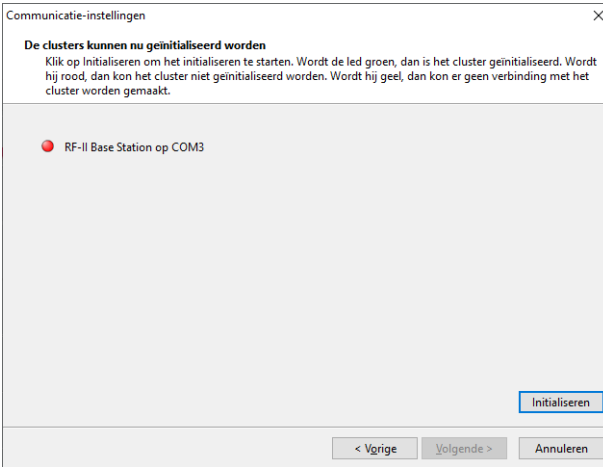 Communicatie-instellingen
De clusters kunnen nu geïnitialiseerd worden
Klik op Initialiseren om het initialiseren te starten. Wordt de led groen, dan is het cluster geïnitialiseerd. Wordt
hij rood, dan kon het cluster niet geïnitialiseerd worden. Wordt hij geel, dan kon er geen verbinding met het
cluster worden gemaakt.
RF-II Base Station op COM3
Initialiseren
< Vorige Volgende > Annuleren